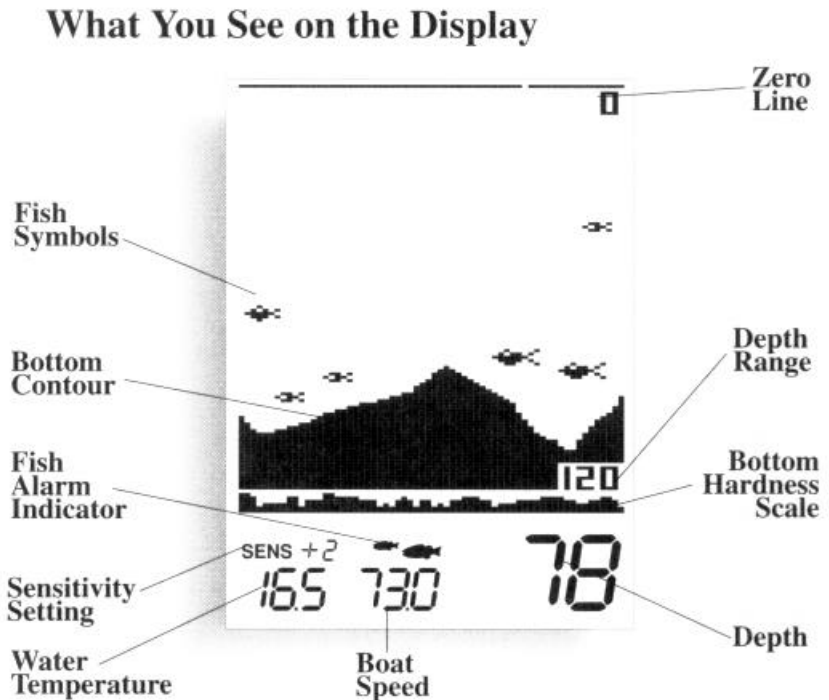 What You See on the Display
Zero
Line
0
Fish
Symbols
Depth
Range
Bottom
Contour
120
Fish
Alarm
Indicator
Bottom
Hardness
Scale
SENS +2
16.5 73.0 78
Sensitivity
Setting
Water
Temperature
Boat
Speed
Depth